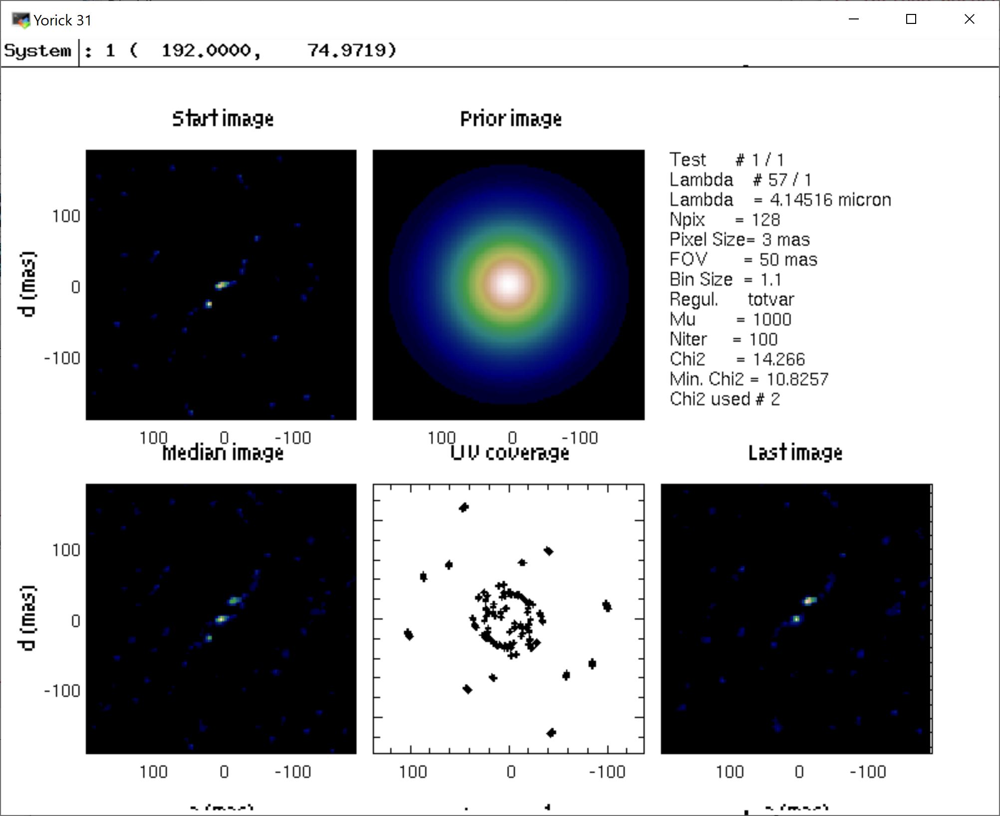 Yorick 31
System : 1 ( 192.0000, 74.9719)
Start image
Prior image
Test # 1 / 1
Lambda # 57 / 1
Lambda = 4.14516 micron
Npix = 128
Pixel Size= 3 mas
FOV = 50 mas
Bin Size = 1.1
Regul. totvar
Mu = 1000
Niter = 100
Chi2 = 14.266
Min. Chi2 = 10.8257
Chi2 used # 2
d (mas)
100
0
-100
100 0 -100
100 0 -100
Median image
UV coverage
Last image
d (mas)
100
0
-100
100 0 -100
100 0 -100
100 0 -100